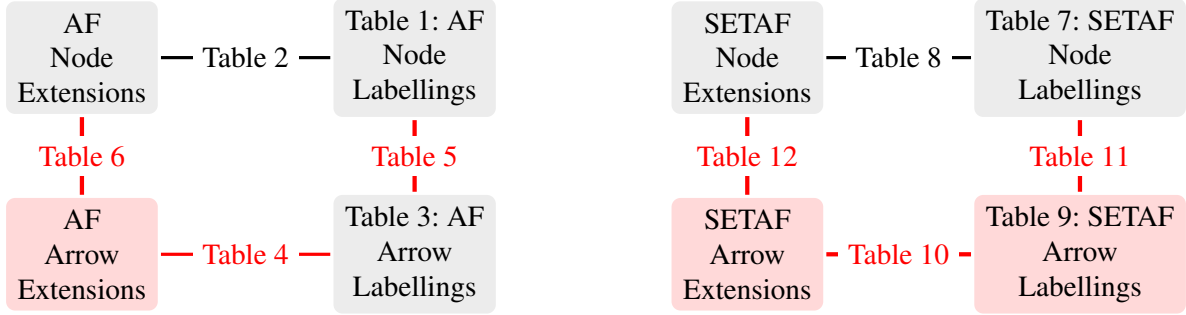 AF
Node
Extensions
Table 2
Table 1: AF
Node
Labellings
Table 6
Table 5
AF
Arrow
Extensions
Table 4
Table 3: AF
Arrow
Labellings
SETAF
Node
Extensions
Table 8
Table 7: SETAF
Node
Labellings
Table 12
Table 11
SETAF
Arrow
Extensions
Table 10
Table 9: SETAF
Arrow
Labellings